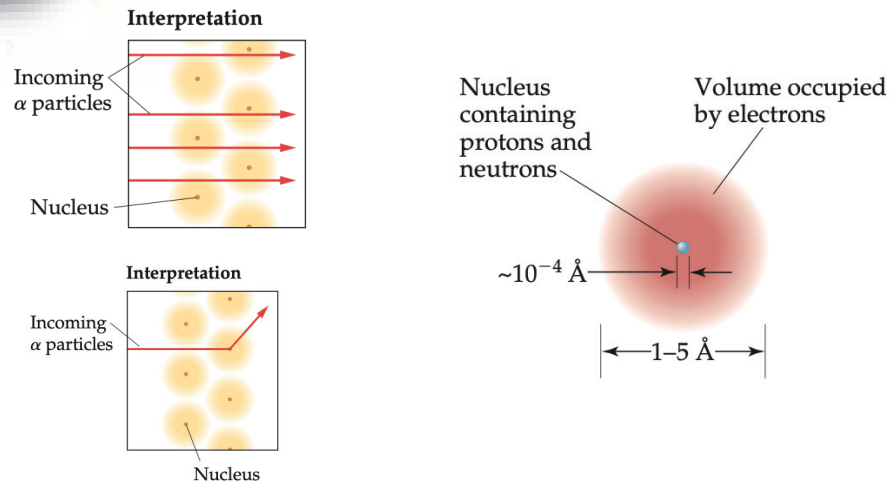 Interpretation
Incoming
α particles
Nucleus
Interpretation
Incoming
α particles
Nucleus
Nucleus
containing
protons and
neutrons
Volume occupied
by electrons
~10⁻⁴ Å
1–5 Å